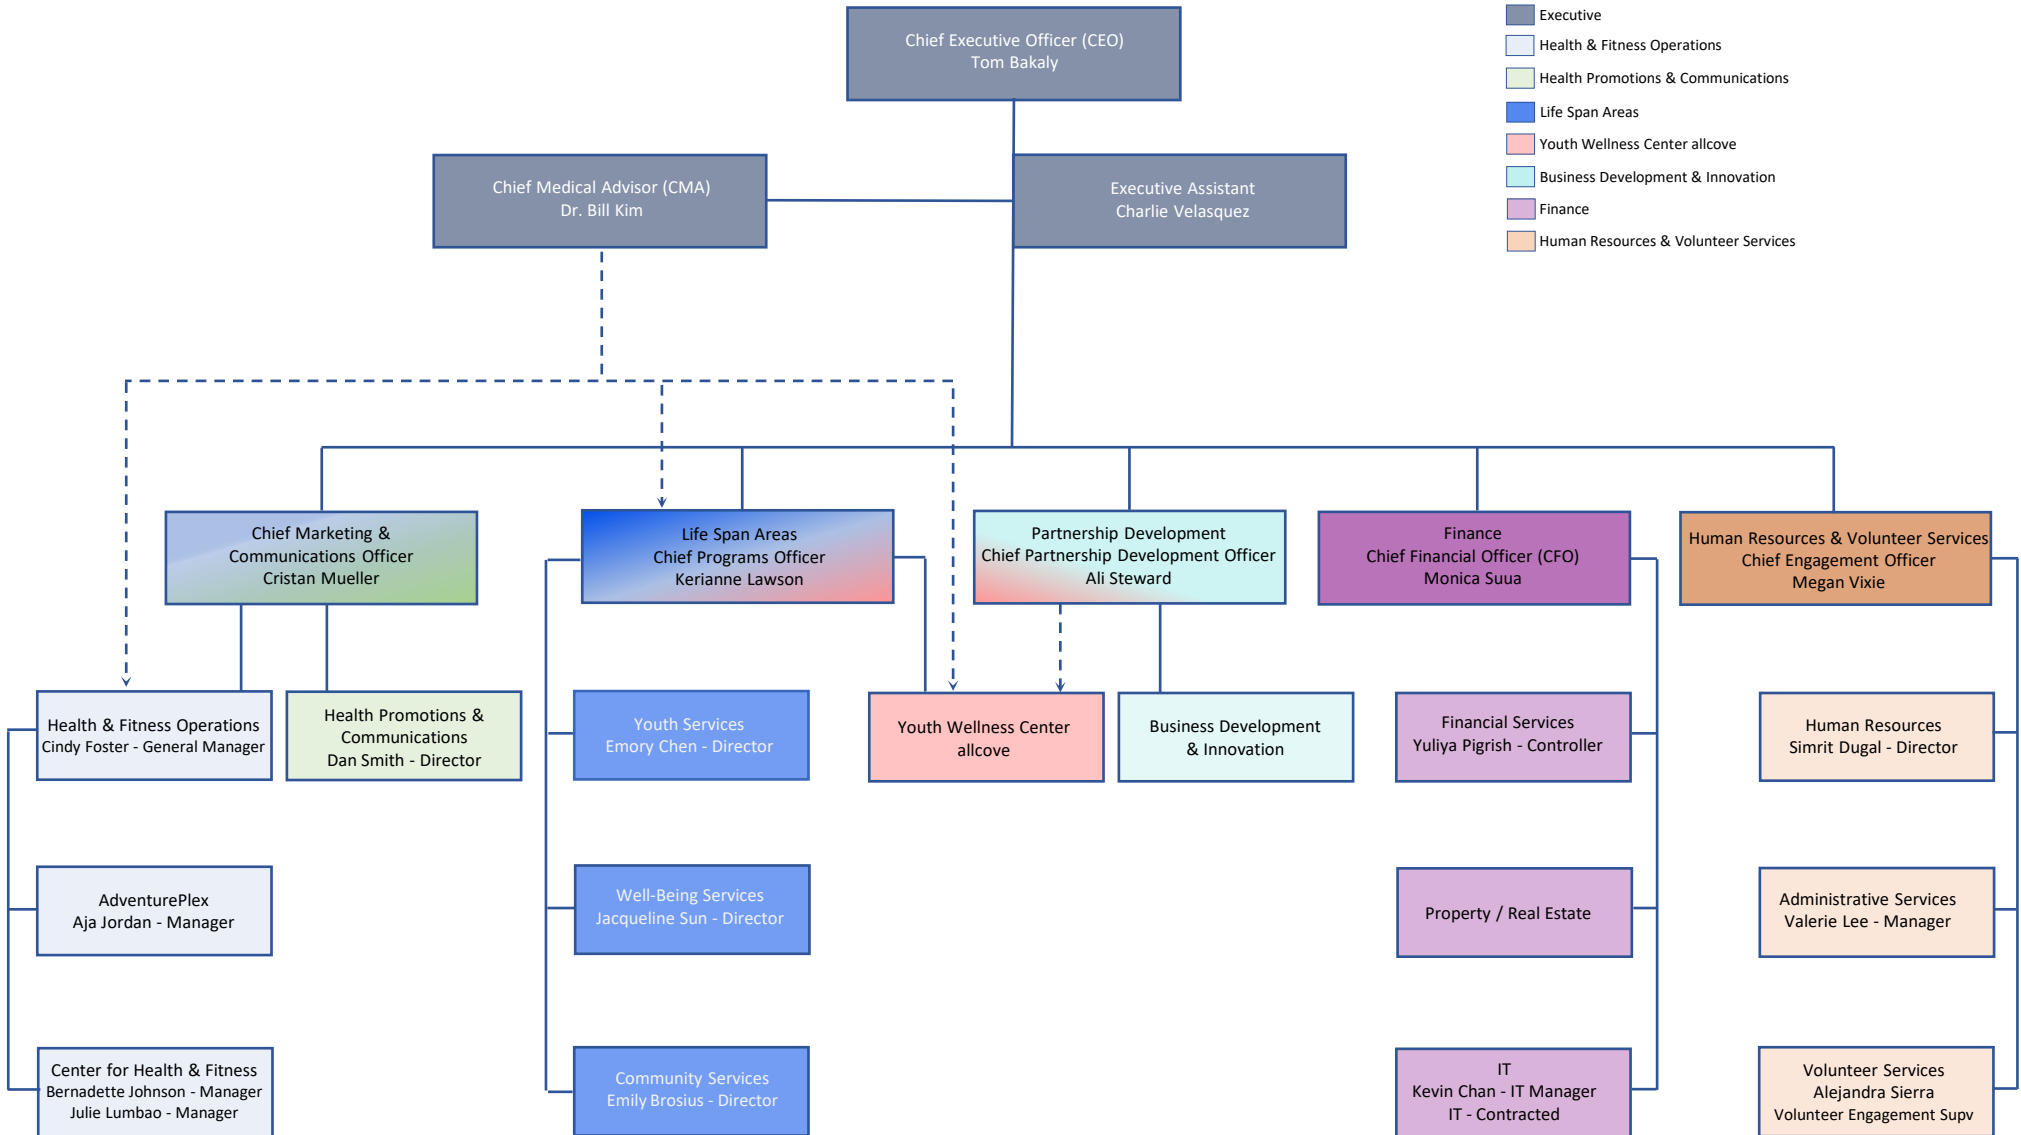 Chief Executive Officer (CEO)
Tom Bakaly
Executive
Health & Fitness Operations
Health Promotions & Communications
Life Span Areas
Youth Wellness Center allcove
Business Development & Innovation
Finance
Human Resources & Volunteer Services
Chief Medical Advisor (CMA)
Dr. Bill Kim
Executive Assistant
Charlie Velasquez
Chief Marketing &
Communications Officer
Cristan Mueller
Life Span Areas
Chief Programs Officer
Kerianne Lawson
Partnership Development
Chief Partnership Development Officer
Ali Steward
Finance
Chief Financial Officer (CFO)
Monica Suua
Human Resources & Volunteer Services
Chief Engagement Officer
Megan Vixie
Health & Fitness Operations
Cindy Foster - General Manager
Health Promotions &
Communications
Dan Smith - Director
Youth Services
Emory Chen - Director
Youth Wellness Center
allcove
Business Development
& Innovation
Financial Services
Yuliya Pigrish - Controller
Human Resources
Simrit Dugal - Director
AdventurePlex
Aja Jordan - Manager
Well-Being Services
Jacqueline Sun - Director
Property / Real Estate
Administrative Services
Valerie Lee - Manager
Center for Health & Fitness
Bernadette Johnson - Manager
Julie Lumbao - Manager
Community Services
Emily Brosius - Director
IT
Kevin Chan - IT Manager
IT - Contracted
Volunteer Services
Alejandra Sierra
Volunteer Engagement Supv